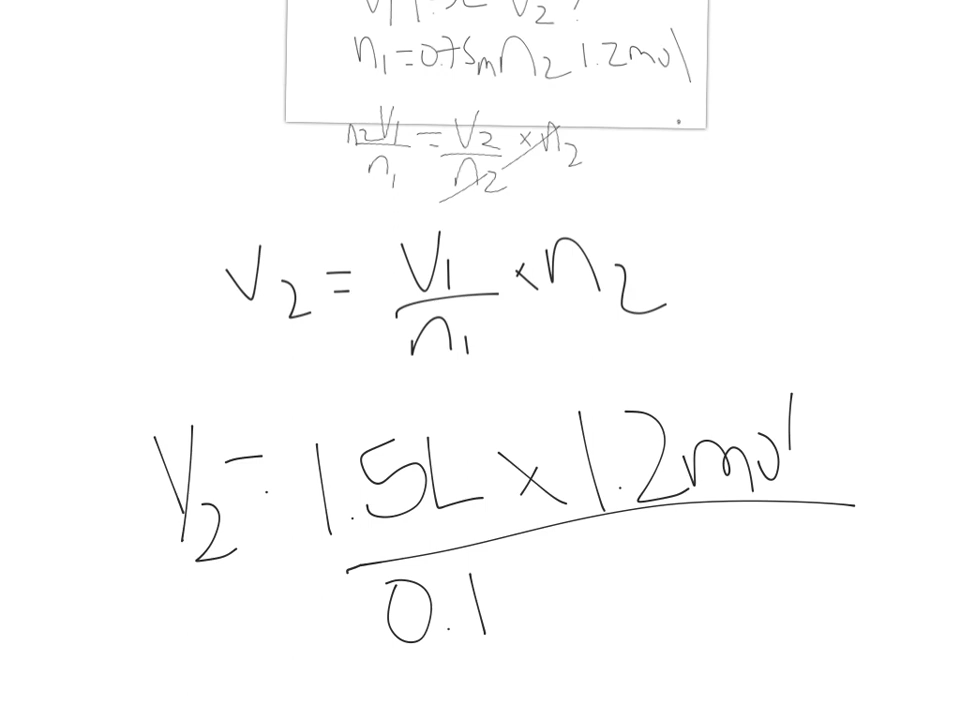 n1=0.75m n2 1.2mol
n2V1/n1 = V2/n2 × n2
V2 = V1/n1 × n2
V2 = 1.5L × 1.2mol
0.1